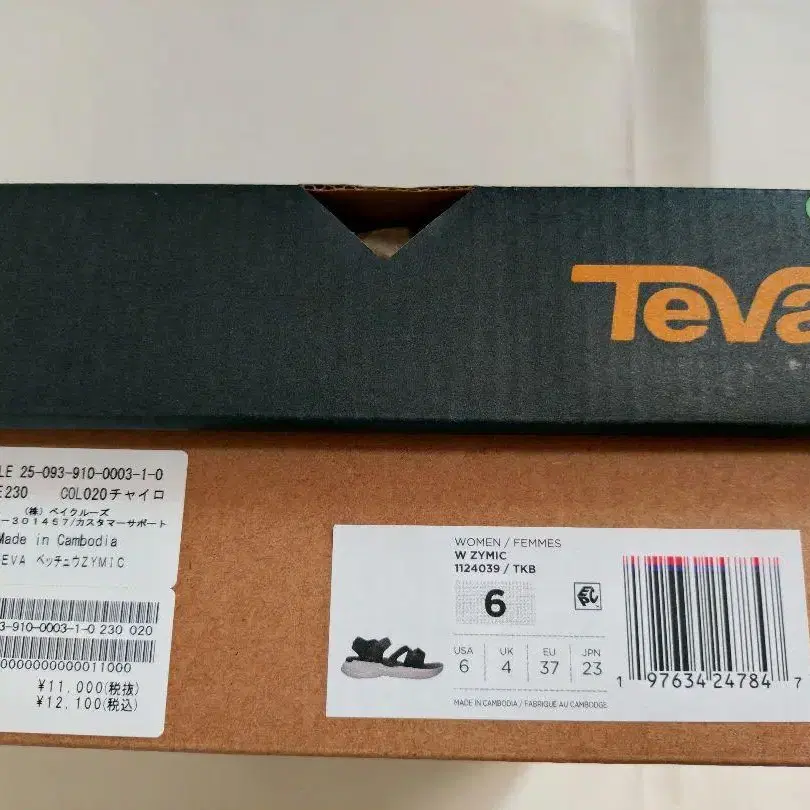 Teva
LE 25-093-910-0003-1-0
E230 COL020チャイロ
(株) ベイクルーズ
-301467/カスタマーサポート
Made in Cambodia
EVA ベッチュウZYMIC
3-910-0003-1-0 230 020
0000000000011000
¥11,000(税抜)
¥12,100(税込)
WOMEN / FEMMES
W ZYMIC
1124039 / TKB
6
USA UK EU JPN
6 4 37 23
MADE IN CAMBODIA / FABRIQUÉ AU CAMBODGE
1 97634 24784 7